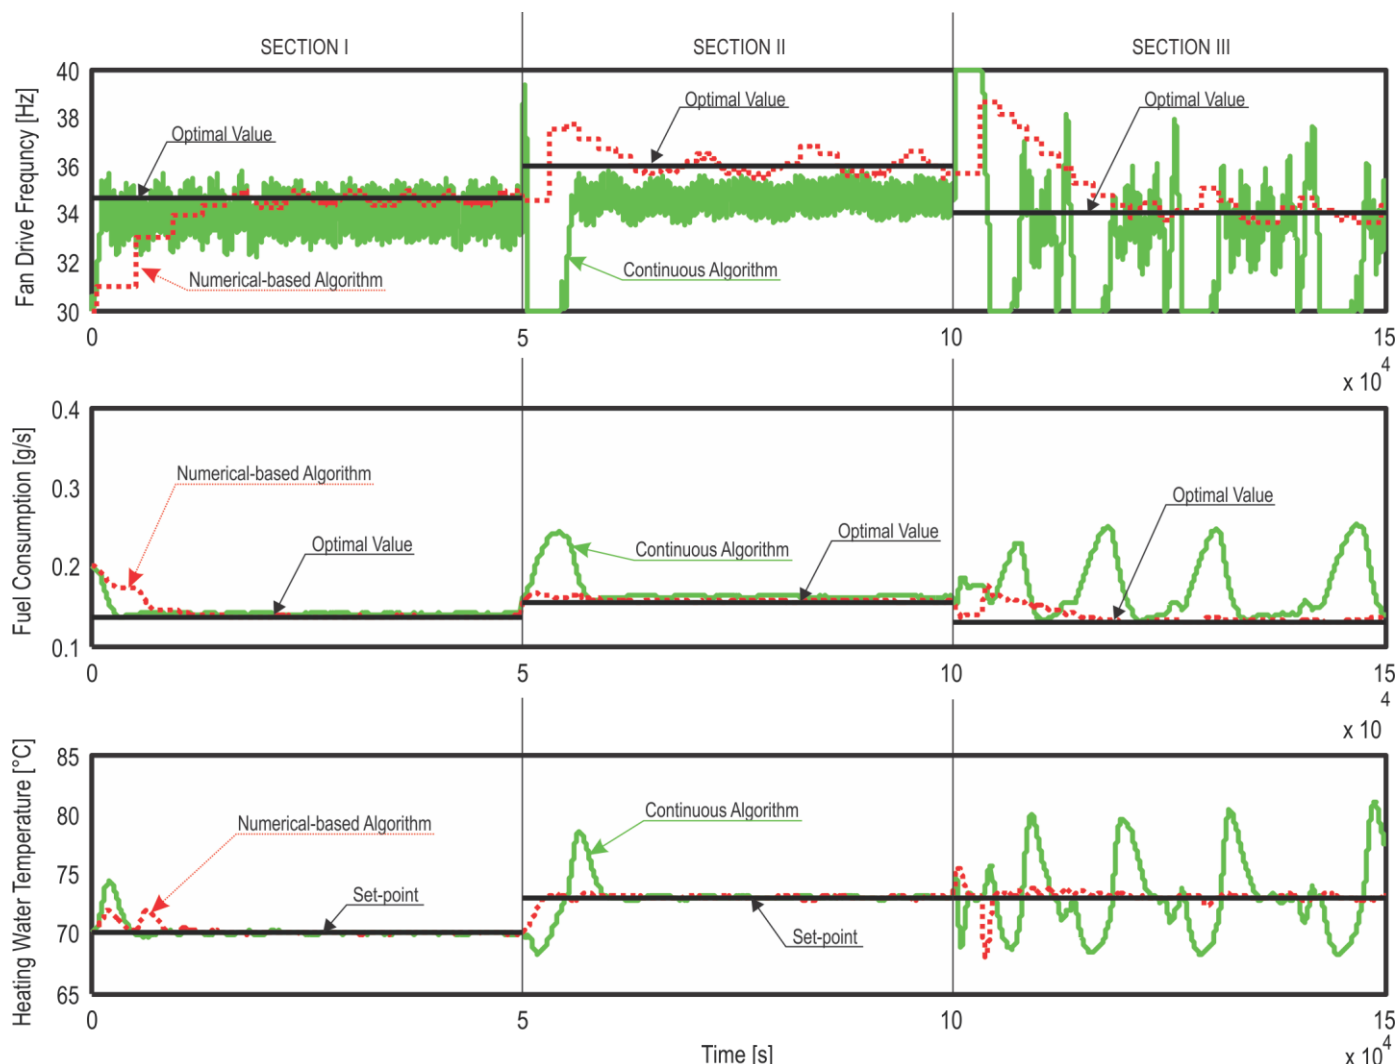 SECTION I SECTION II SECTION III
Fan Drive Frequncy [Hz]
40
38
36
34
32
30
Optimal Value
Numerical-based Algorithm
Optimal Value
Continuous Algorithm
Optimal Value
0 5 10 15
x 10 4
Fuel Consumption [g/s]
0.4
0.3
0.2
0.1
Numerical-based Algorithm
Optimal Value
Continuous Algorithm
Optimal Value
Optimal Value
0 5 10 15
x 10 4
Heating Water Temperature [°C]
85
80
75
70
65
Numerical-based Algorithm
Set-point
Continuous Algorithm
Set-point
0 5 10 15
Time [s]
x 10 4